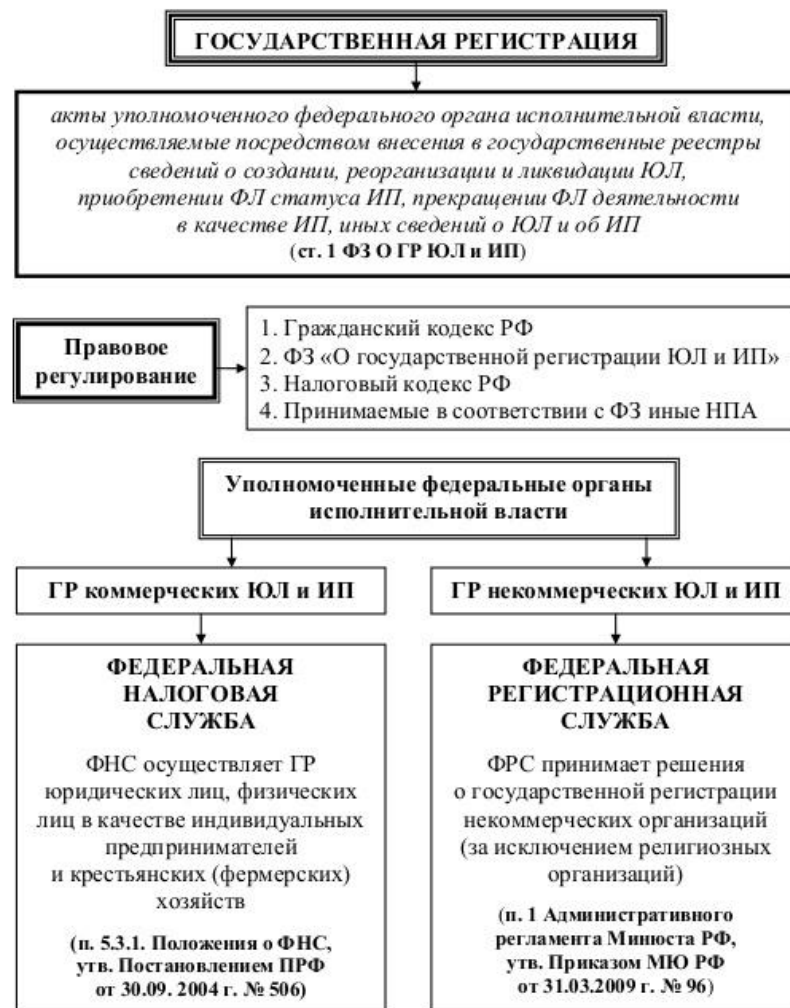 ГОСУДАРСТВЕННАЯ РЕГИСТРАЦИЯ
акты уполномоченного федерального органа исполнительной власти,
осуществляемые посредством внесения в государственные реестры
сведений о создании, реорганизации и ликвидации ЮЛ,
приобретении ФЛ статуса ИП, прекращении ФЛ деятельности
в качестве ИП, иных сведений о ЮЛ и об ИП
(ст. 1 ФЗ О ГР ЮЛ и ИП)
Правовое
регулирование
1. Гражданский кодекс РФ
2. ФЗ «О государственной регистрации ЮЛ и ИП»
3. Налоговый кодекс РФ
4. Принимаемые в соответствии с ФЗ иные НПА
Уполномоченные федеральные органы
исполнительной власти
ГР коммерческих ЮЛ и ИП
ФЕДЕРАЛЬНАЯ
НАЛОГОВАЯ
СЛУЖБА
ФНС осуществляет ГР
юридических лиц, физических
лиц в качестве индивидуальных
предпринимателей
и крестьянских (фермерских)
хозяйств
(п. 5.3.1. Положения о ФНС,
утв. Постановлением ПРФ
от 30.09. 2004 г. № 506)
ГР некоммерческих ЮЛ и ИП
ФЕДЕРАЛЬНАЯ
РЕГИСТРАЦИОННАЯ
СЛУЖБА
ФРС принимает решения
о государственной регистрации
некоммерческих организаций
(за исключением религиозных
организаций)
(п. 1 Административного
регламента Минюста РФ,
утв. Приказом МЮ РФ
от 31.03.2009 г. № 96)